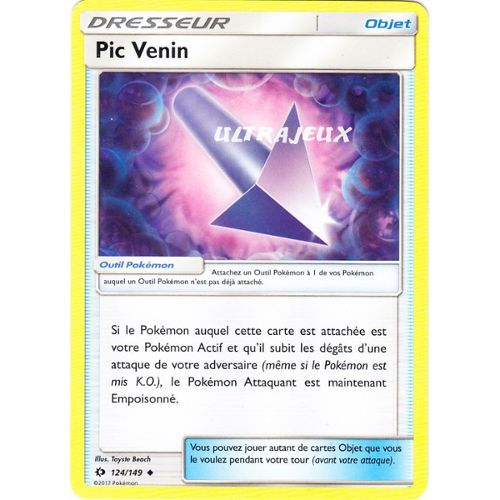 DRESSEUR
Objet
Pic Venin
ULTRAJEUX
Outil Pokémon
Attachez un Outil Pokémon à 1 de vos Pokémon
auquel un Outil Pokémon n'est pas déjà attaché.
Si le Pokémon auquel cette carte est attachée est
votre Pokémon Actif et qu'il subit les dégâts d'une
attaque de votre adversaire (même si le Pokémon est
mis K.O.), le Pokémon Attaquant est maintenant
Empoisonné.
Illus. Toyste Beach
124/149
©2017 Pokémon
Vous pouvez jouer autant de cartes Objet que vous
le voulez pendant votre tour (avant votre attaque).